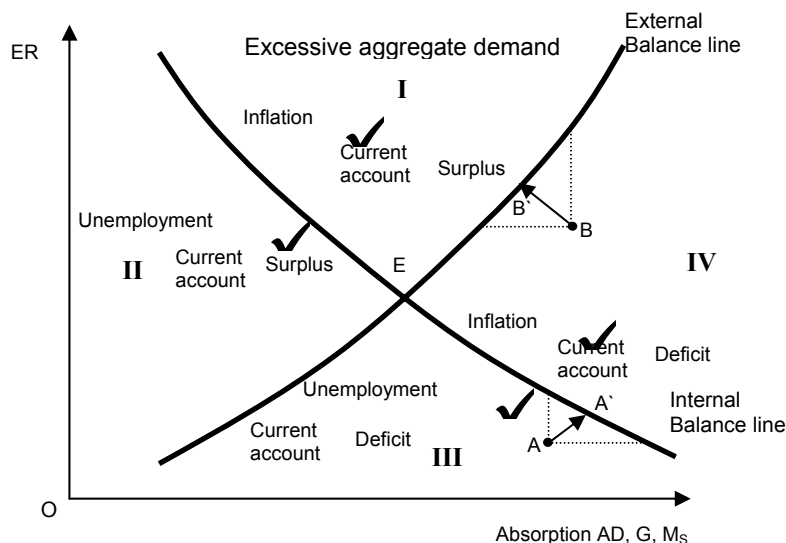 External
Balance line
ER
Excessive aggregate demand
I
Inflation
Current
account
Surplus
B`
B
Unemployment
II
Current
account
Surplus
E
IV
Inflation
Current
account
Deficit
Unemployment
A`
Internal
Balance line
Current
account
Deficit
A
III
O
Absorption AD, G, MS